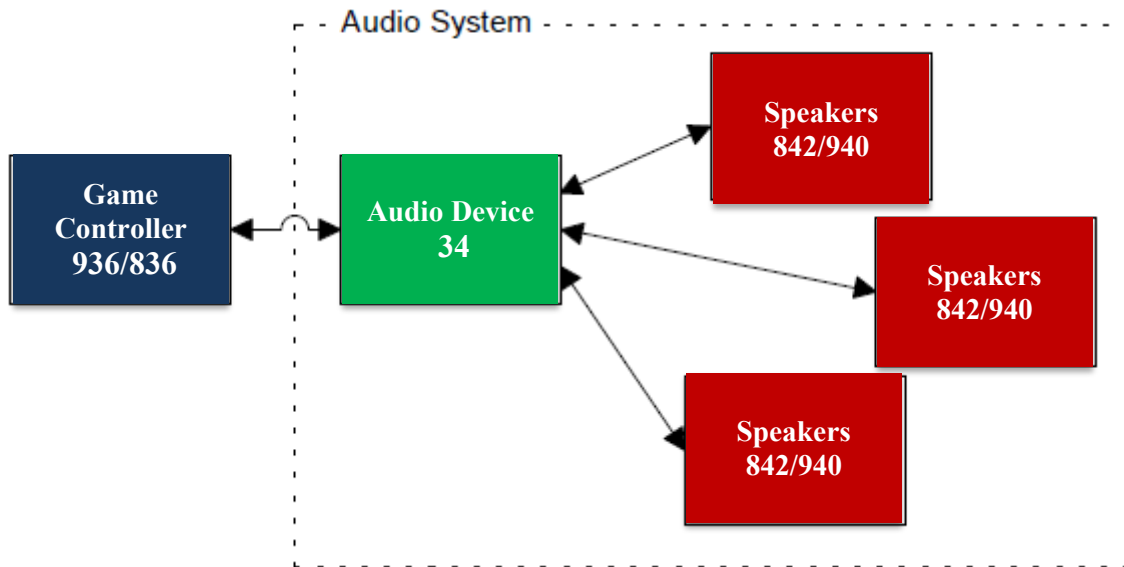 Audio System
Speakers
842/940
Game
Controller
936/836
Audio Device
34
Speakers
842/940
Speakers
842/940